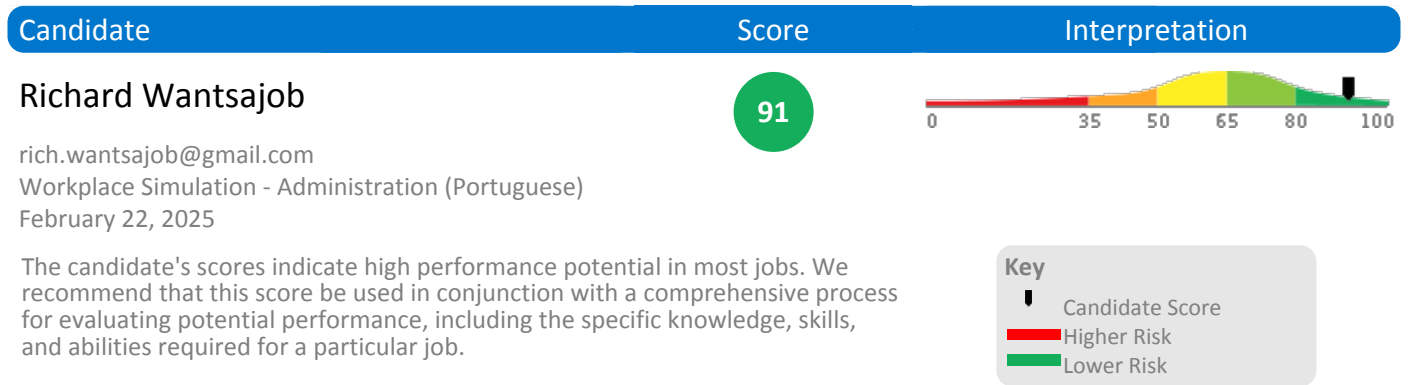 Candidate Score Interpretation
Richard Wantsajob
91
0 35 50 65 80 100
rich.wantsajob@gmail.com
Workplace Simulation - Administration (Portuguese)
February 22, 2025
The candidate's scores indicate high performance potential in most jobs. We
recommend that this score be used in conjunction with a comprehensive process
for evaluating potential performance, including the specific knowledge, skills,
and abilities required for a particular job.
Key
Candidate Score
Higher Risk
Lower Risk